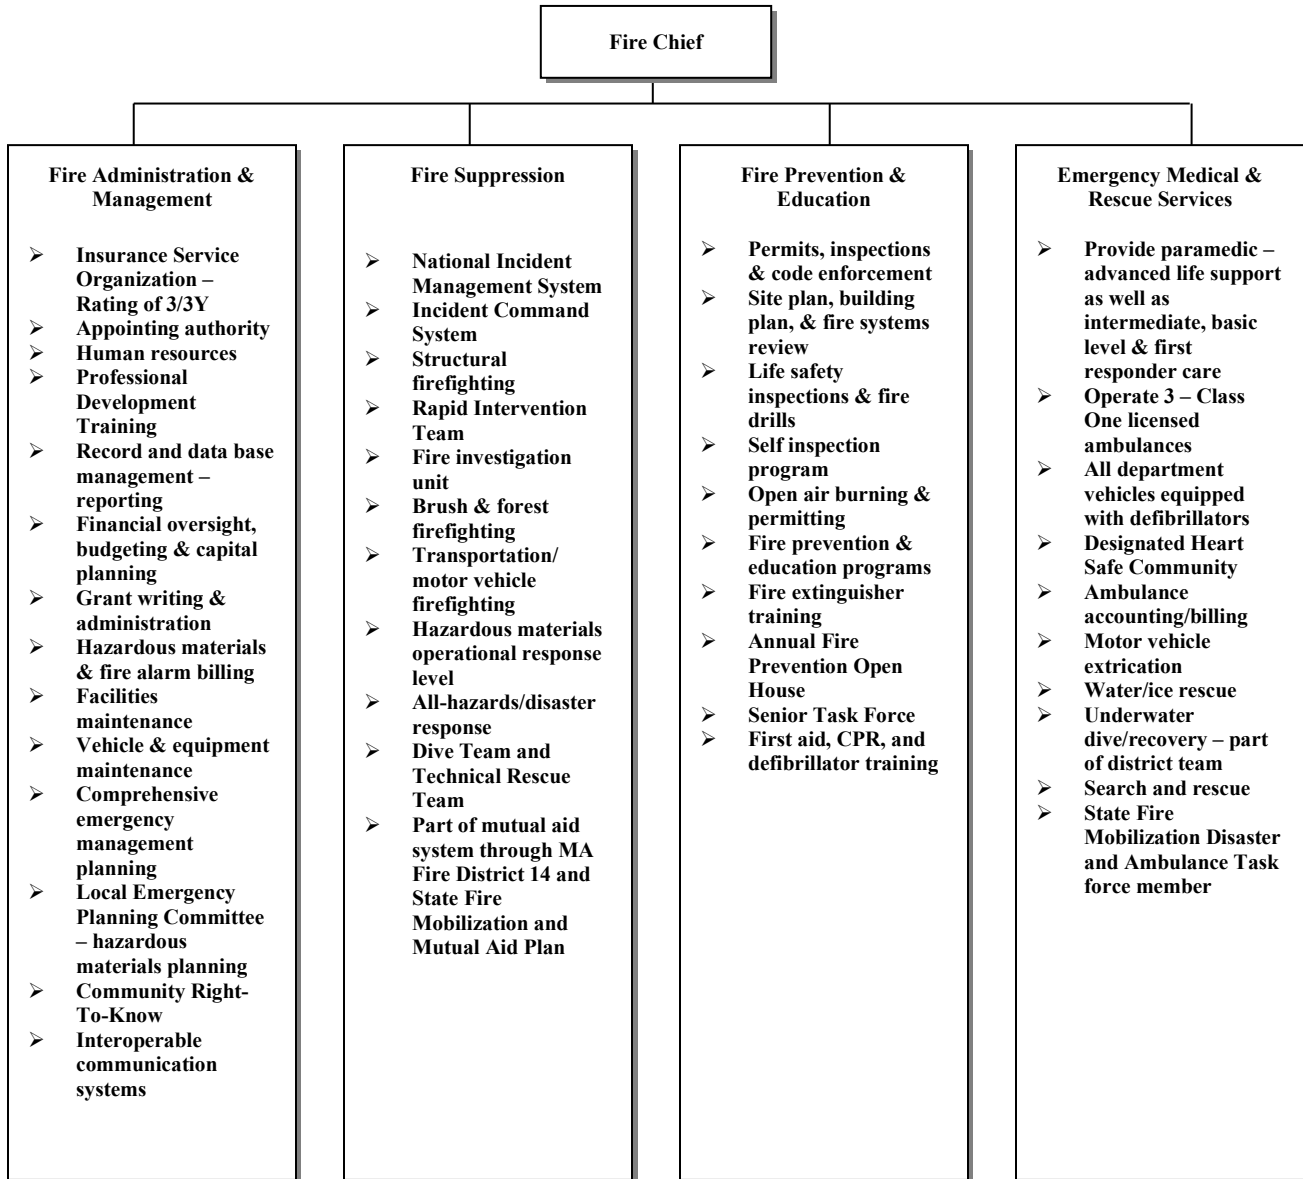 Fire Chief
Fire Administration &
Management
➢ Insurance Service
Organization –
Rating of 3/3Y
➢ Appointing authority
➢ Human resources
➢ Professional
Development
Training
➢ Record and data base
management –
reporting
➢ Financial oversight,
budgeting & capital
planning
➢ Grant writing &
administration
➢ Hazardous materials
& fire alarm billing
➢ Facilities
maintenance
➢ Vehicle & equipment
maintenance
➢ Comprehensive
emergency
management
planning
➢ Local Emergency
Planning Committee
– hazardous
materials planning
➢ Community Right-
To-Know
➢ Interoperable
communication
systems
Fire Suppression
➢ National Incident
Management System
➢ Incident Command
System
➢ Structural
firefighting
➢ Rapid Intervention
Team
➢ Fire investigation
unit
➢ Brush & forest
firefighting
➢ Transportation/
motor vehicle
firefighting
➢ Hazardous materials
operational response
level
➢ All-hazards/disaster
response
➢ Dive Team and
Technical Rescue
Team
➢ Part of mutual aid
system through MA
Fire District 14 and
State Fire
Mobilization and
Mutual Aid Plan
Fire Prevention &
Education
➢ Permits, inspections
& code enforcement
➢ Site plan, building
plan, & fire systems
review
➢ Life safety
inspections & fire
drills
➢ Self inspection
program
➢ Open air burning &
permitting
➢ Fire prevention &
education programs
➢ Fire extinguisher
training
➢ Annual Fire
Prevention Open
House
➢ Senior Task Force
➢ First aid, CPR, and
defibrillator training
Emergency Medical &
Rescue Services
➢ Provide paramedic –
advanced life support
as well as
intermediate, basic
level & first
responder care
➢ Operate 3 – Class
One licensed
ambulances
➢ All department
vehicles equipped
with defibrillators
➢ Designated Heart
Safe Community
➢ Ambulance
accounting/billing
➢ Motor vehicle
extrication
➢ Water/ice rescue
➢ Underwater
dive/recovery – part
of district team
➢ Search and rescue
➢ State Fire
Mobilization Disaster
and Ambulance Task
force member